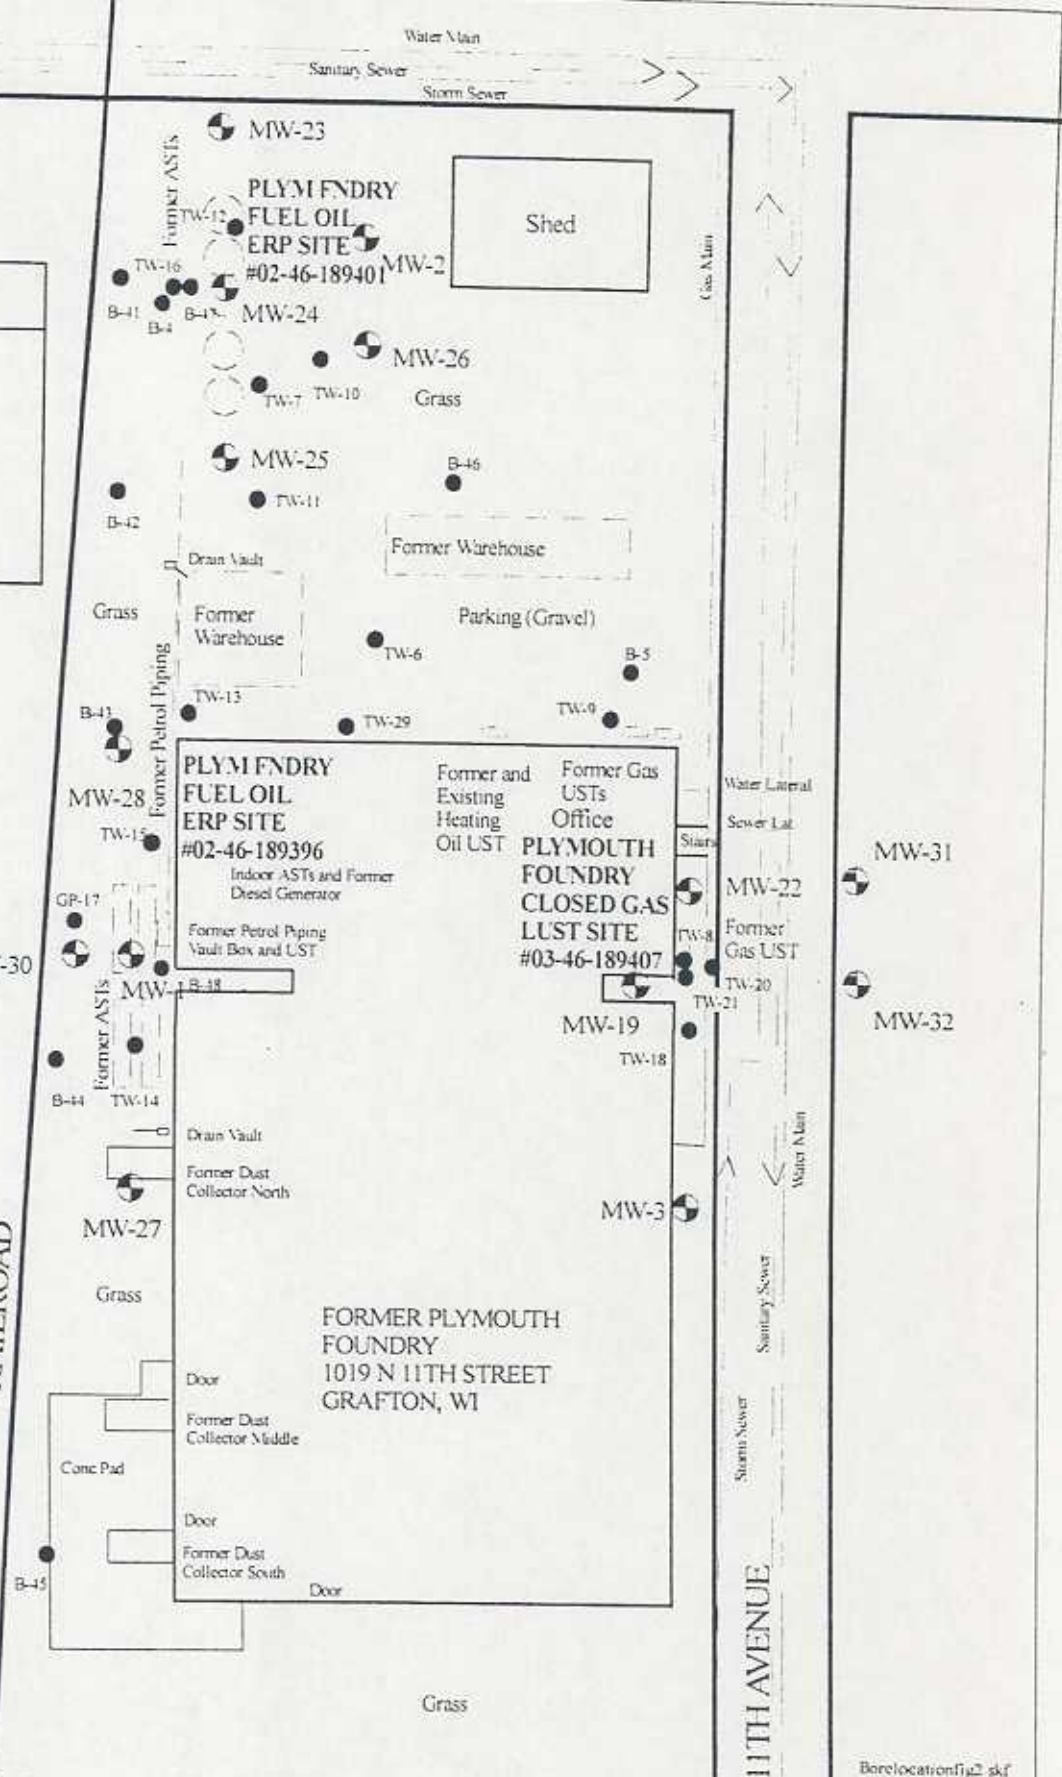 Water Main
Sanitary Sewer
Storm Sewer
MW-23
Former ASTs
PLYM FNDRY
FUEL OIL
ERP SITE
#02-46-189401
TW-12
MW-2
Shed
Gas Main
TW-16
B-41
B-4
MW-24
MW-26
TW-7
TW-10
Grass
MW-25
TW-11
B-46
B-42
Former Warehouse
Drain Vault
Grass
Former
Warehouse
Parking (Gravel)
TW-6
B-5
Former Petrol Piping
TW-13
B-43
TW-29
TW-9
MW-28
PLYM FNDRY
FUEL OIL
ERP SITE
#02-46-189396
Indoor ASTs and Former
Diesel Generator
Former and
Existing
Heating
Oil UST
Former Gas
USTs
Office
PLYMOUTH
FOUNDRY
CLOSED GAS
LUST SITE
#03-46-189407
Water Lateral
Sewer Lat
Stairs
TW-15
MW-31
MW-22
GP-17
Former Petrol Piping
Vault Box and UST
TW-8
Former
Gas UST
-30
MW-1
B-48
TW-20
TW-21
MW-19
MW-32
TW-18
Former ASTs
B-44
TW-14
Drain Vault
Former Dust
Collector North
Water Main
MW-27
MW-3
Grass
Sanitary Sewer
FORMER PLYMOUTH
FOUNDRY
1019 N 11TH STREET
GRAFTON, WI
Door
Former Dust
Collector Middle
Storm Sewer
Conc Pad
Door
Former Dust
Collector South
B-45
Door
11TH AVENUE
Grass
Borelocationfig2.skf